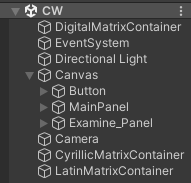 CW
DigitalMatrixContainer
EventSystem
Directional Light
Canvas
Button
MainPanel
Examine_Panel
Camera
CyrillicMatrixContainer
LatinMatrixContainer